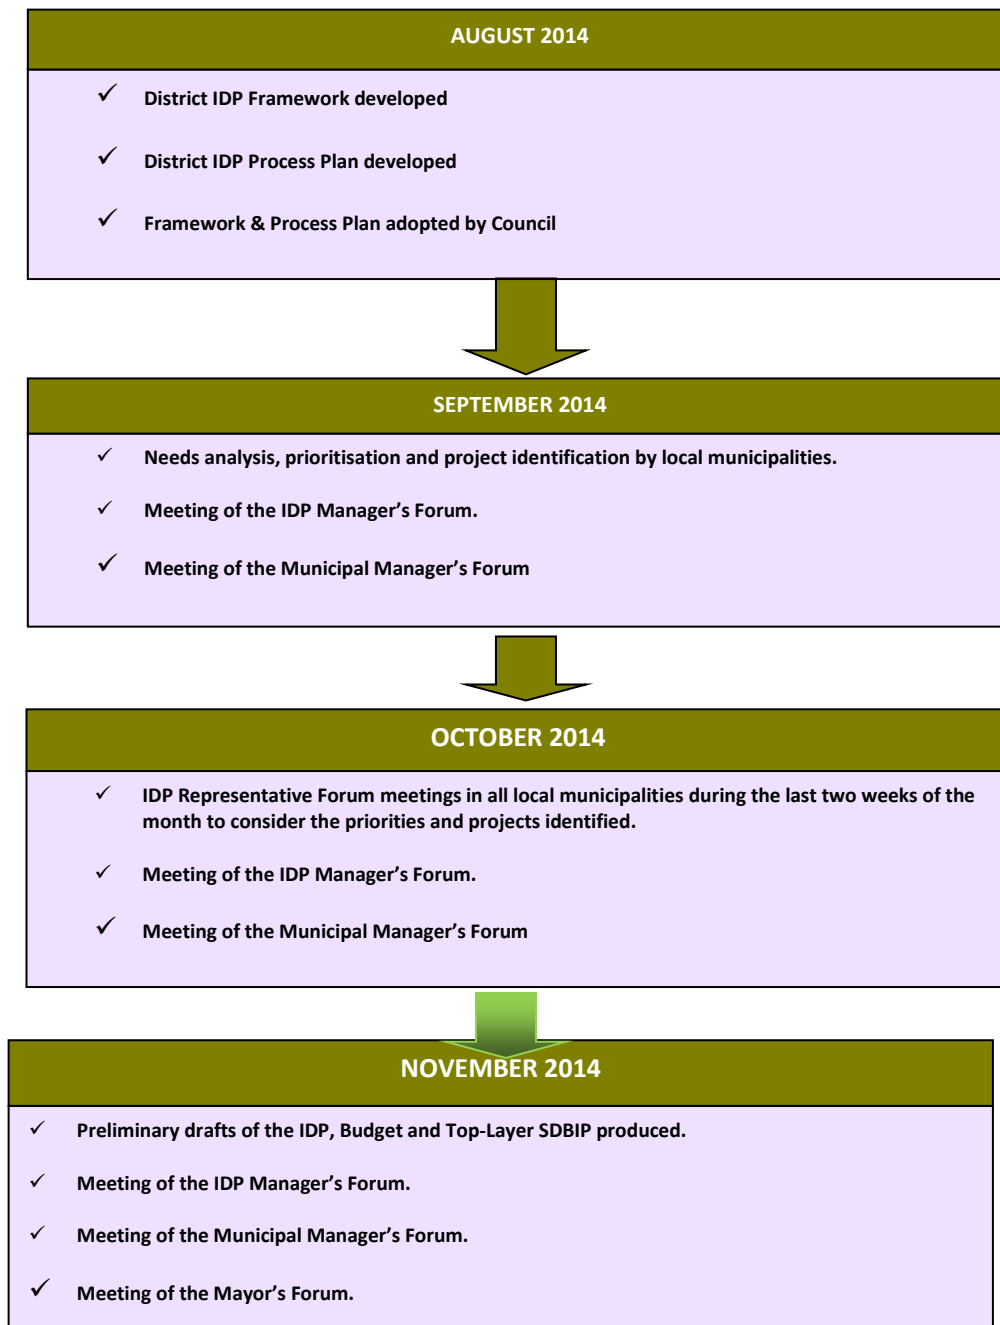 AUGUST 2014
✓ District IDP Framework developed
✓ District IDP Process Plan developed
✓ Framework & Process Plan adopted by Council
SEPTEMBER 2014
✓ Needs analysis, prioritisation and project identification by local municipalities.
✓ Meeting of the IDP Manager’s Forum.
✓ Meeting of the Municipal Manager’s Forum
OCTOBER 2014
✓ IDP Representative Forum meetings in all local municipalities during the last two weeks of the
month to consider the priorities and projects identified.
✓ Meeting of the IDP Manager’s Forum.
✓ Meeting of the Municipal Manager’s Forum
NOVEMBER 2014
✓ Preliminary drafts of the IDP, Budget and Top-Layer SDBIP produced.
✓ Meeting of the IDP Manager’s Forum.
✓ Meeting of the Municipal Manager’s Forum.
✓ Meeting of the Mayor’s Forum.